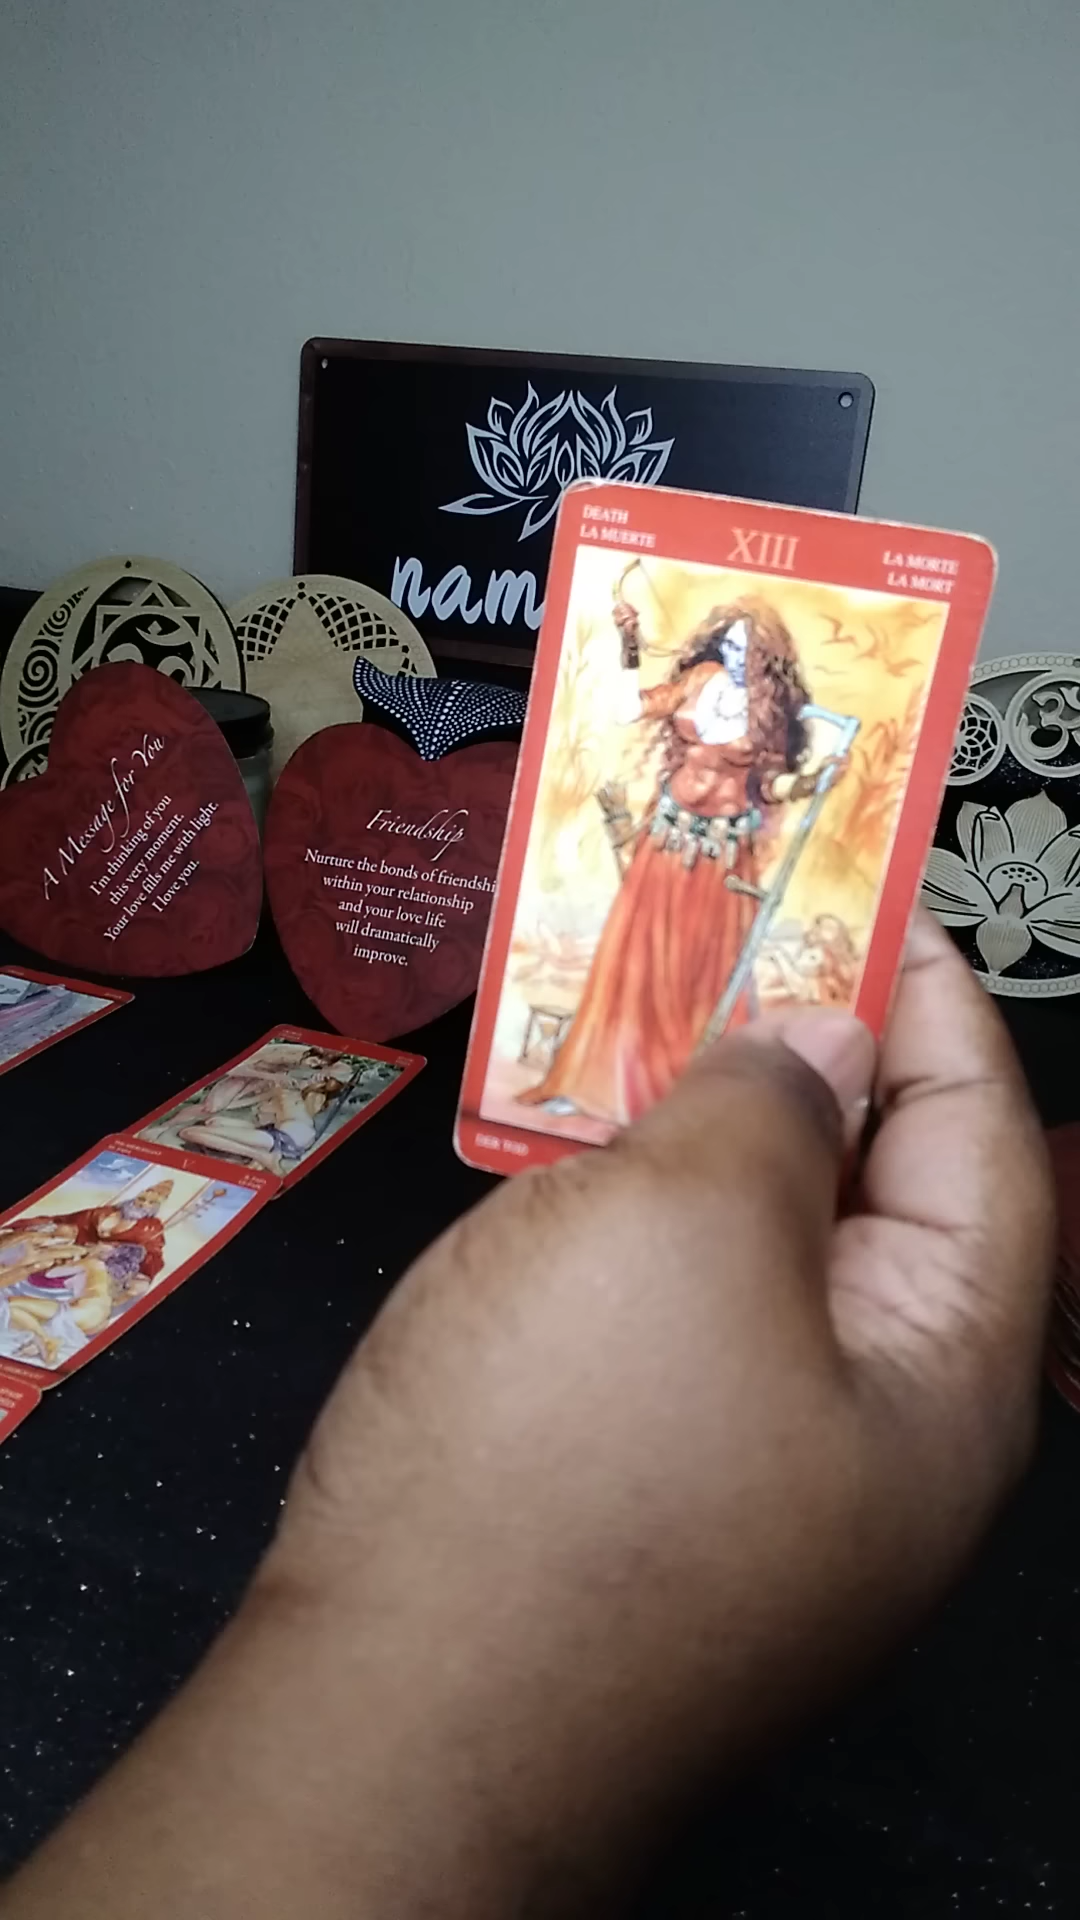 nam
DEATH
LA MUERTE
XIII
LA MORTE
LA MORT
DER TOD
A Message for You
I'm thinking of you
this very moment.
Your love fills me with light.
I love you.
Friendship
Nurture the bonds of friendshi
within your relationship
and your love life
will dramatically
improve.
V